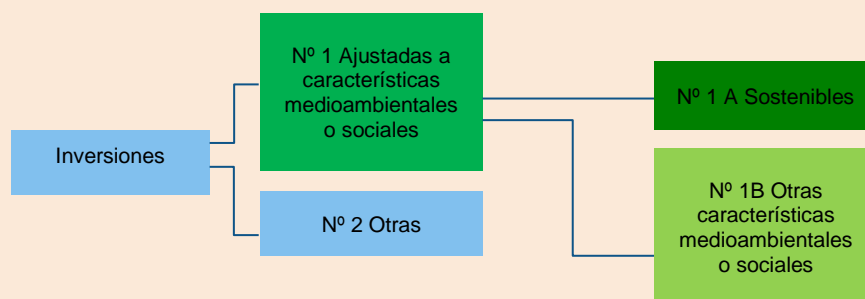 Inversiones
Nº 1 Ajustadas a
características
medioambientales
o sociales
Nº 2 Otras
Nº 1 A Sostenibles
Nº 1B Otras
características
medioambientales
o sociales